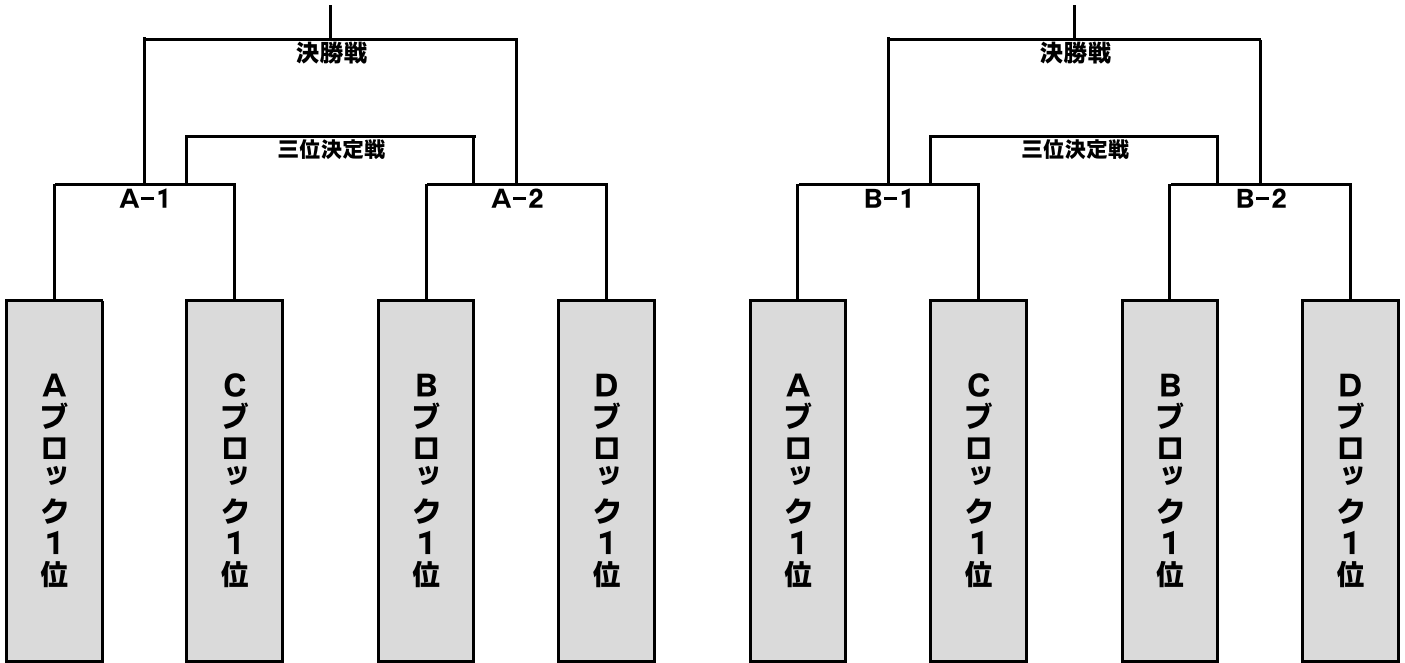 決勝戦
三位決定戦
A-1
A-2
Aブロック1位
Cブロック1位
Bブロック1位
Dブロック1位
決勝戦
三位決定戦
B-1
B-2
Aブロック1位
Cブロック1位
Bブロック1位
Dブロック1位